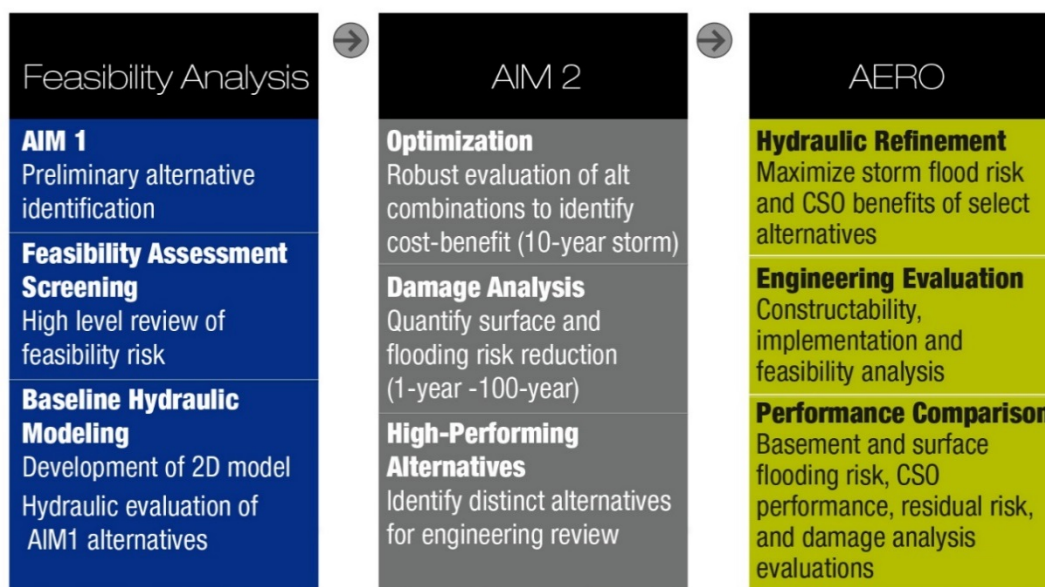 Feasibility Analysis
AIM 1
Preliminary alternative
identification
Feasibility Assessment
Screening
High level review of
feasibility risk
Baseline Hydraulic
Modeling
Development of 2D model
Hydraulic evaluation of
AIM1 alternatives
AIM 2
Optimization
Robust evaluation of alt
combinations to identify
cost-benefit (10-year storm)
Damage Analysis
Quantify surface and
flooding risk reduction
(1-year -100-year)
High-Performing
Alternatives
Identify distinct alternatives
for engineering review
AERO
Hydraulic Refinement
Maximize storm flood risk
and CSO benefits of select
alternatives
Engineering Evaluation
Constructability,
implementation and
feasibility analysis
Performance Comparison
Basement and surface
flooding risk, CSO
performance, residual risk,
and damage analysis
evaluations